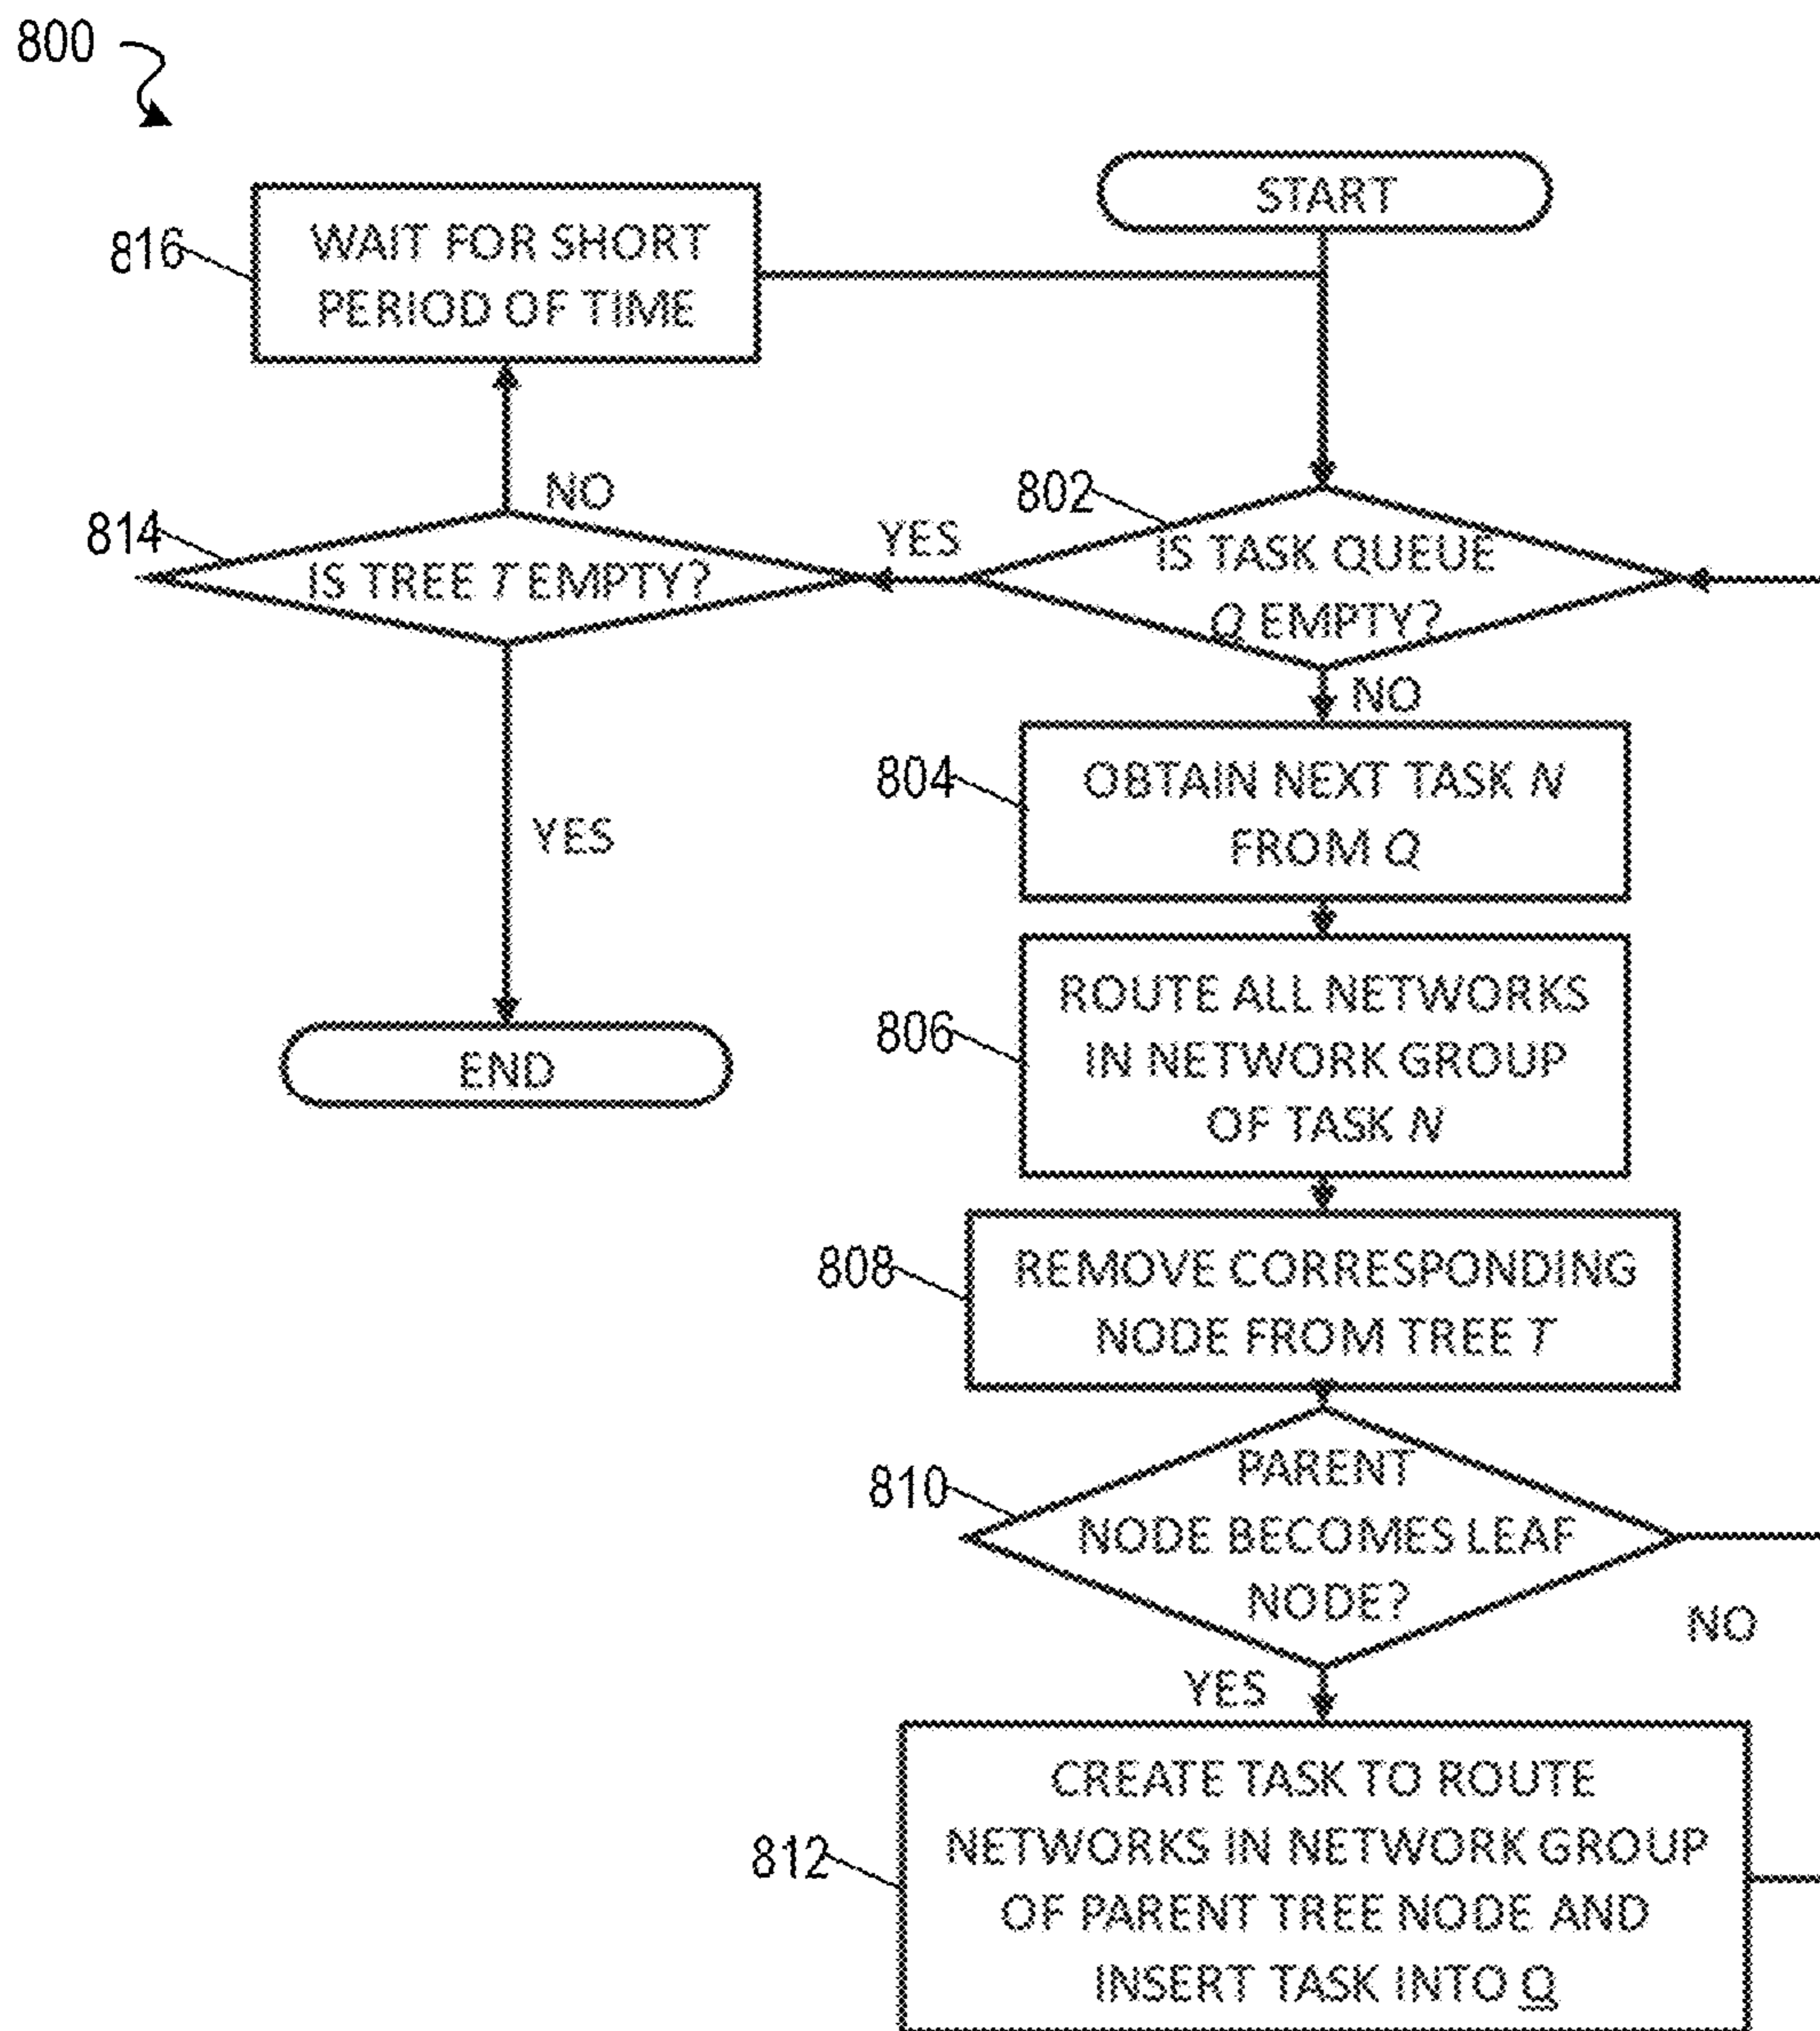 800
START
816
WAIT FOR SHORT
PERIOD OF TIME
802
IS TASK QUEUE
Q EMPTY?
YES
NO
814
IS TREE T EMPTY?
NO
YES
END
804
OBTAIN NEXT TASK N
FROM Q
806
ROUTE ALL NETWORKS
IN NETWORK GROUP
OF TASK N
808
REMOVE CORRESPONDING
NODE FROM TREE T
810
PARENT
NODE BECOMES LEAF
NODE?
NO
YES
812
CREATE TASK TO ROUTE
NETWORKS IN NETWORK GROUP
OF PARENT TREE NODE AND
INSERT TASK INTO Q